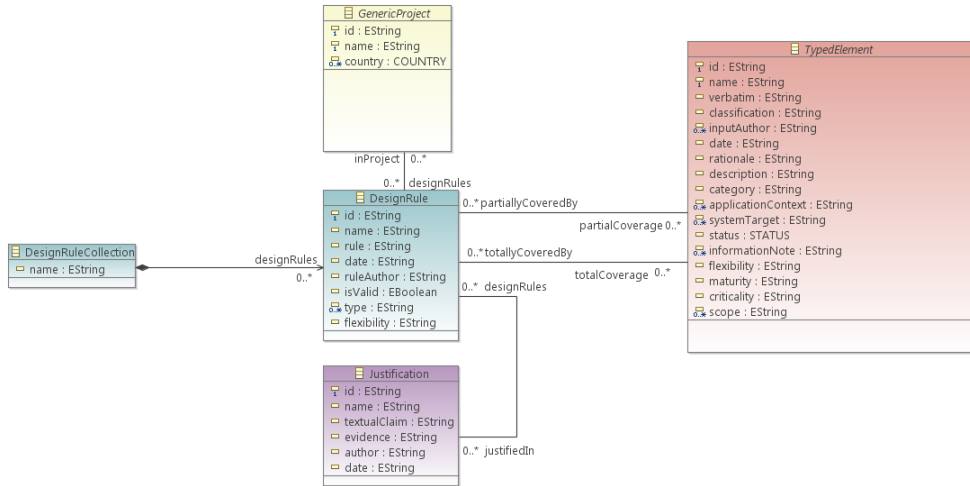 GenericProject
id : EString
name : EString
country : COUNTRY
inProject 0..*
0..* designRules
TypedElement
id : EString
name : EString
verbatim : EString
classification : EString
inputAuthor : EString
date : EString
rationale : EString
description : EString
category : EString
applicationContext : EString
systemTarget : EString
status : STATUS
informationNote : EString
flexibility : EString
maturity : EString
criticality : EString
scope : EString
DesignRule
id : EString
name : EString
rule : EString
date : EString
ruleAuthor : EString
isValid : EBoolean
type : EString
flexibility : EString
0..* partiallyCoveredBy
partialCoverage 0..*
0..* totallyCoveredBy
totalCoverage 0..*
DesignRuleCollection
name : EString
designRules
0..*
0..* designRules
Justification
id : EString
name : EString
textualClaim : EString
evidence : EString
author : EString
date : EString
0..* justifiedIn